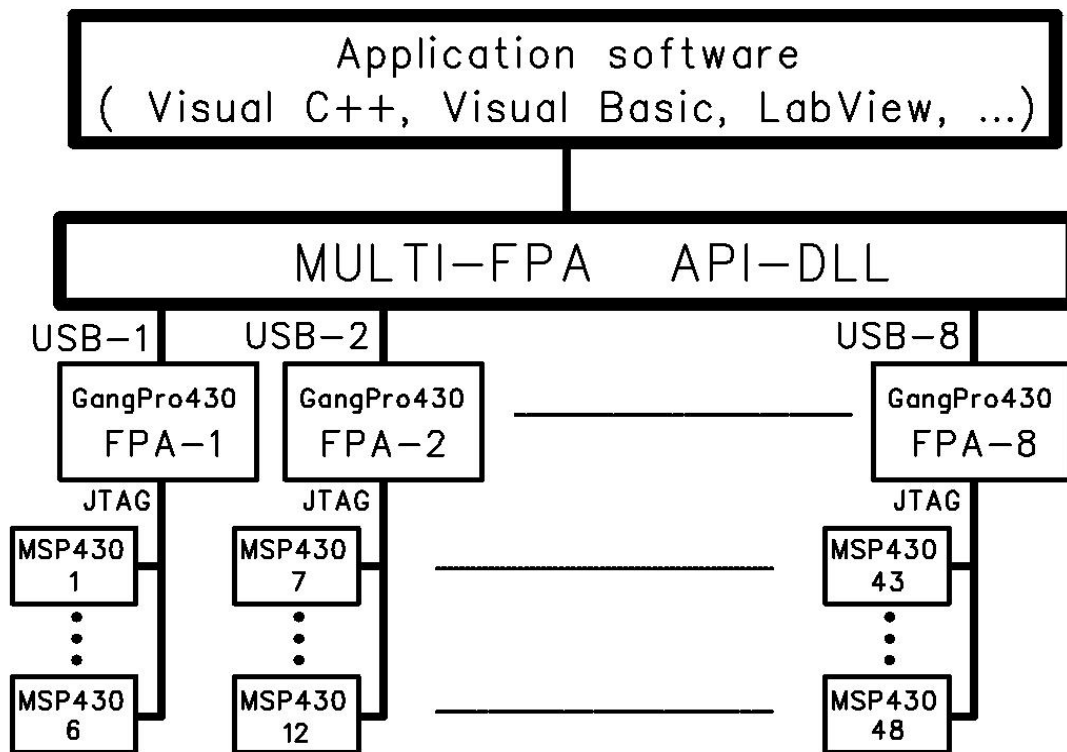 Application software
( Visual C++, Visual Basic, LabView, ...)
MULTI-FPA API-DLL
USB-1 USB-2 USB-8
GangPro430 GangPro430 GangPro430
FPA-1 FPA-2 FPA-8
JTAG JTAG JTAG
MSP430 MSP430 MSP430
1 7 43
MSP430 MSP430 MSP430
6 12 48